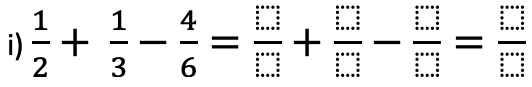 i) 1/2 + 1/3 − 4/6 = ⬚/⬚ + ⬚/⬚ − ⬚/⬚ = ⬚/⬚